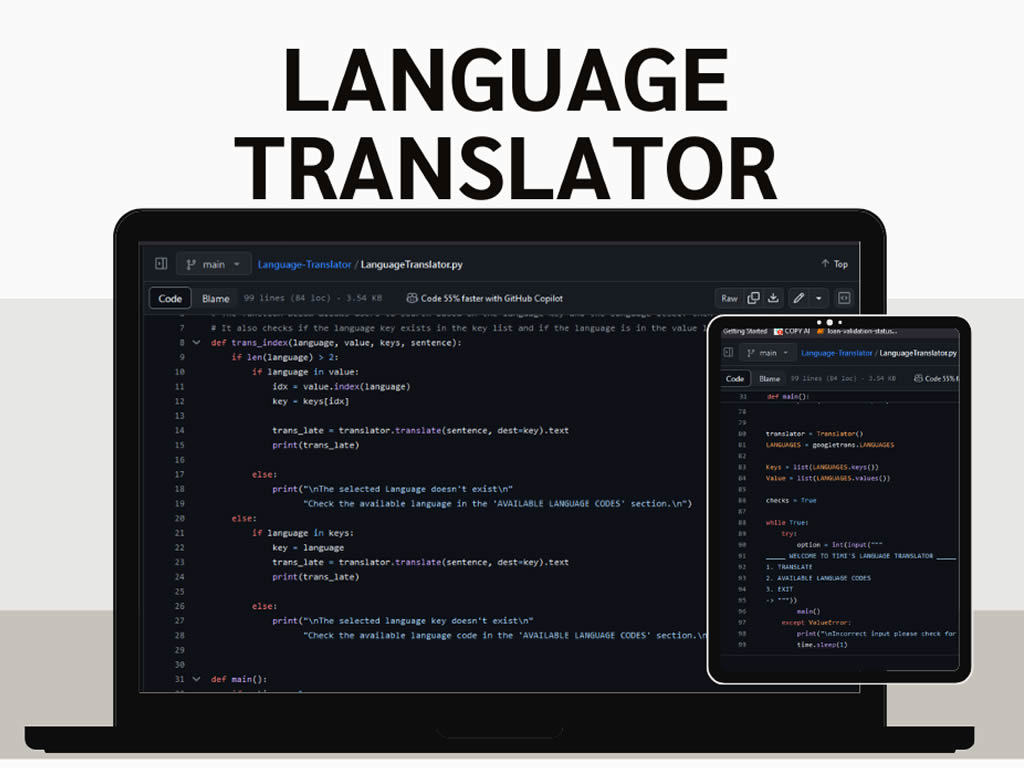 LANGUAGE
TRANSLATOR
main
Language-Translator / LanguageTranslator.py
Top
Code Blame 99 lines (84 loc) · 3.54 KB Code 55% faster with GitHub Copilot Raw
7 # It also checks if the language key exists in the key list and if the language is in the value
8 def trans_index(language, value, keys, sentence):
9 if len(language) > 2:
10 if language in value:
11 idx = value.index(language)
12 key = keys[idx]
13
14 trans_late = translator.translate(sentence, dest=key).text
15 print(trans_late)
16
17 else:
18 print("\nThe selected Language doesn't exist\n"
19 "Check the available language in the 'AVAILABLE LANGUAGE CODES' section.\n")
20 else:
21 if language in keys:
22 key = language
23 trans_late = translator.translate(sentence, dest=key).text
24 print(trans_late)
25
26 else:
27 print("\nThe selected language key doesn't exist\n"
28 "Check the available language code in the 'AVAILABLE LANGUAGE CODES' section.\n
29
30
31 def main():
Getting Started COPY AI loan-validation-status...
main Language-Translator / LanguageTranslator.py
Code Blame 99 lines (84 loc) · 3.54 KB Code 55%
31 def main():
78
79
80 translator = Translator()
81 LANGUAGES = googletrans.LANGUAGES
82
83 Keys = list(LANGUAGES.keys())
84 Value = list(LANGUAGES.values())
85
86 checks = True
87
88 while True:
89 try:
90 option = int(input("""
91 _____ WELCOME TO TIMI'S LANGUAGE TRANSLATOR _____
92 1. TRANSLATE
93 2. AVAILABLE LANGUAGE CODES
94 3. EXIT
95 -> """))
96 main()
97 except ValueError:
98 print("\nIncorrect input please check for
99 time.sleep(1)